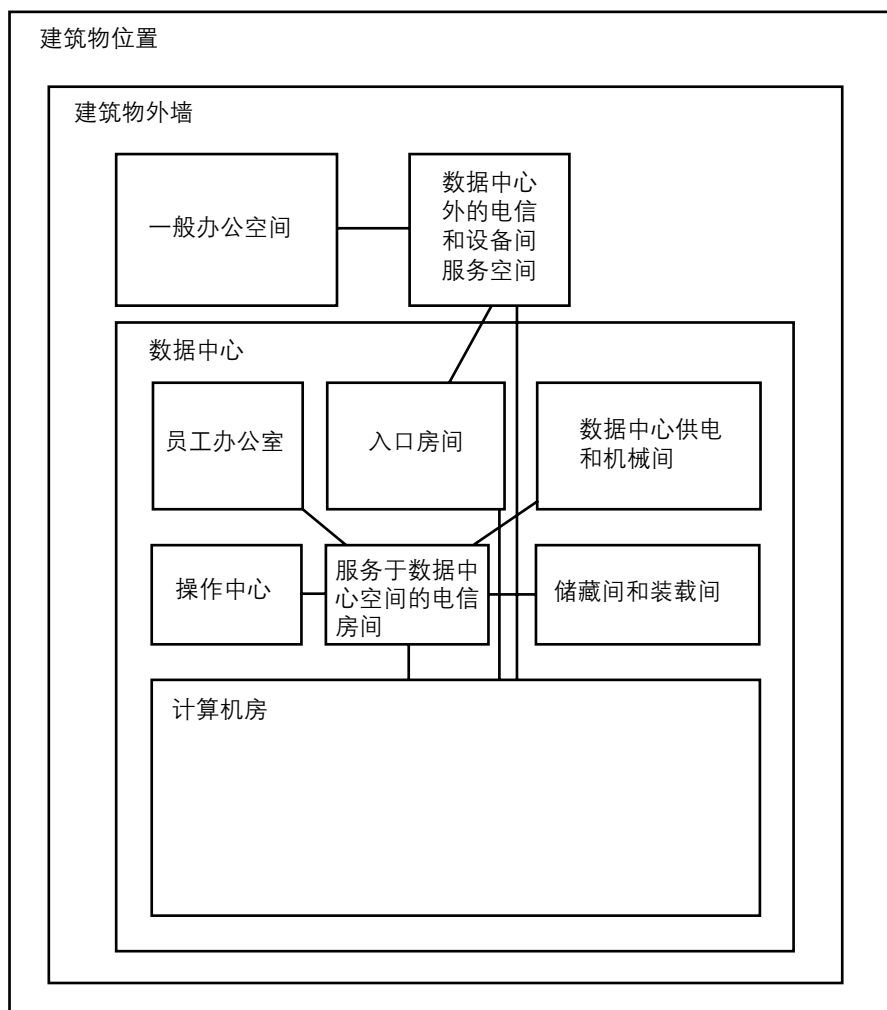 建筑物位置
建筑物外墙
一般办公空间
数据中心
外的电信
和设备间
服务空间
数据中心
员工办公室
入口房间
数据中心供电
和机械间
操作中心
服务于数据中
心空间的电信
房间
储藏间和装载间
计算机房